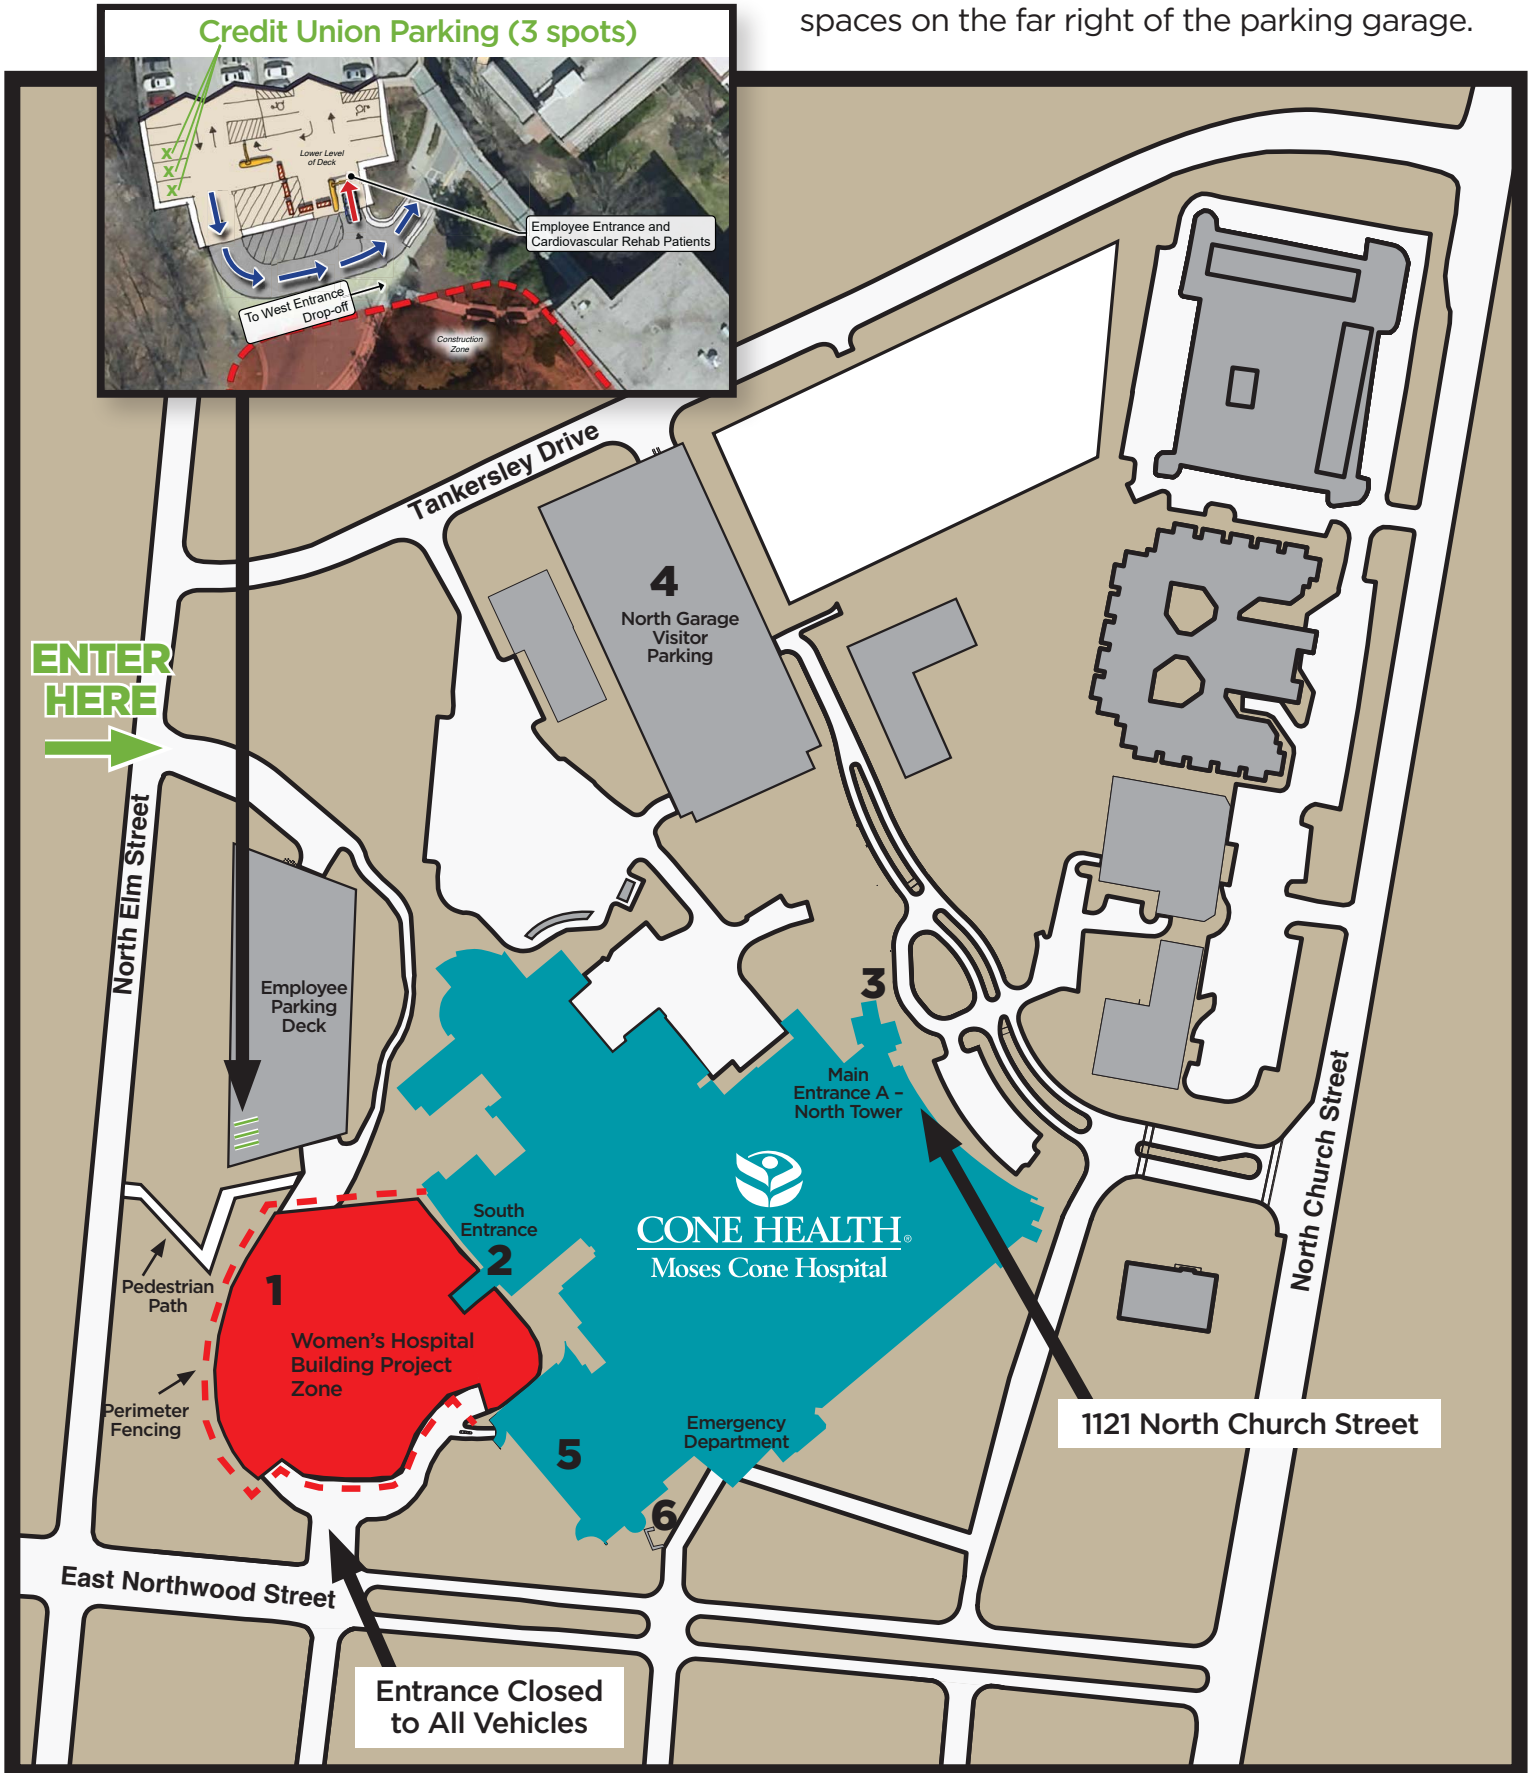 spaces on the far right of the parking garage.
Credit Union Parking (3 spots)
X
X
X
Lower Level
of Deck
Employee Entrance and
Cardiovascular Rehab Patients
To West Entrance
Drop-off
Construction
Zone
Tankersley Drive
4
North Garage
Visitor
Parking
ENTER
HERE
North Elm Street
Employee
Parking
Deck
3
Main
Entrance A –
North Tower
CONE HEALTH®
Moses Cone Hospital
South
Entrance
2
Pedestrian
Path
1
Women's Hospital
Building Project
Zone
Perimeter
Fencing
North Church Street
1121 North Church Street
Emergency
Department
5
6
East Northwood Street
Entrance Closed
to All Vehicles